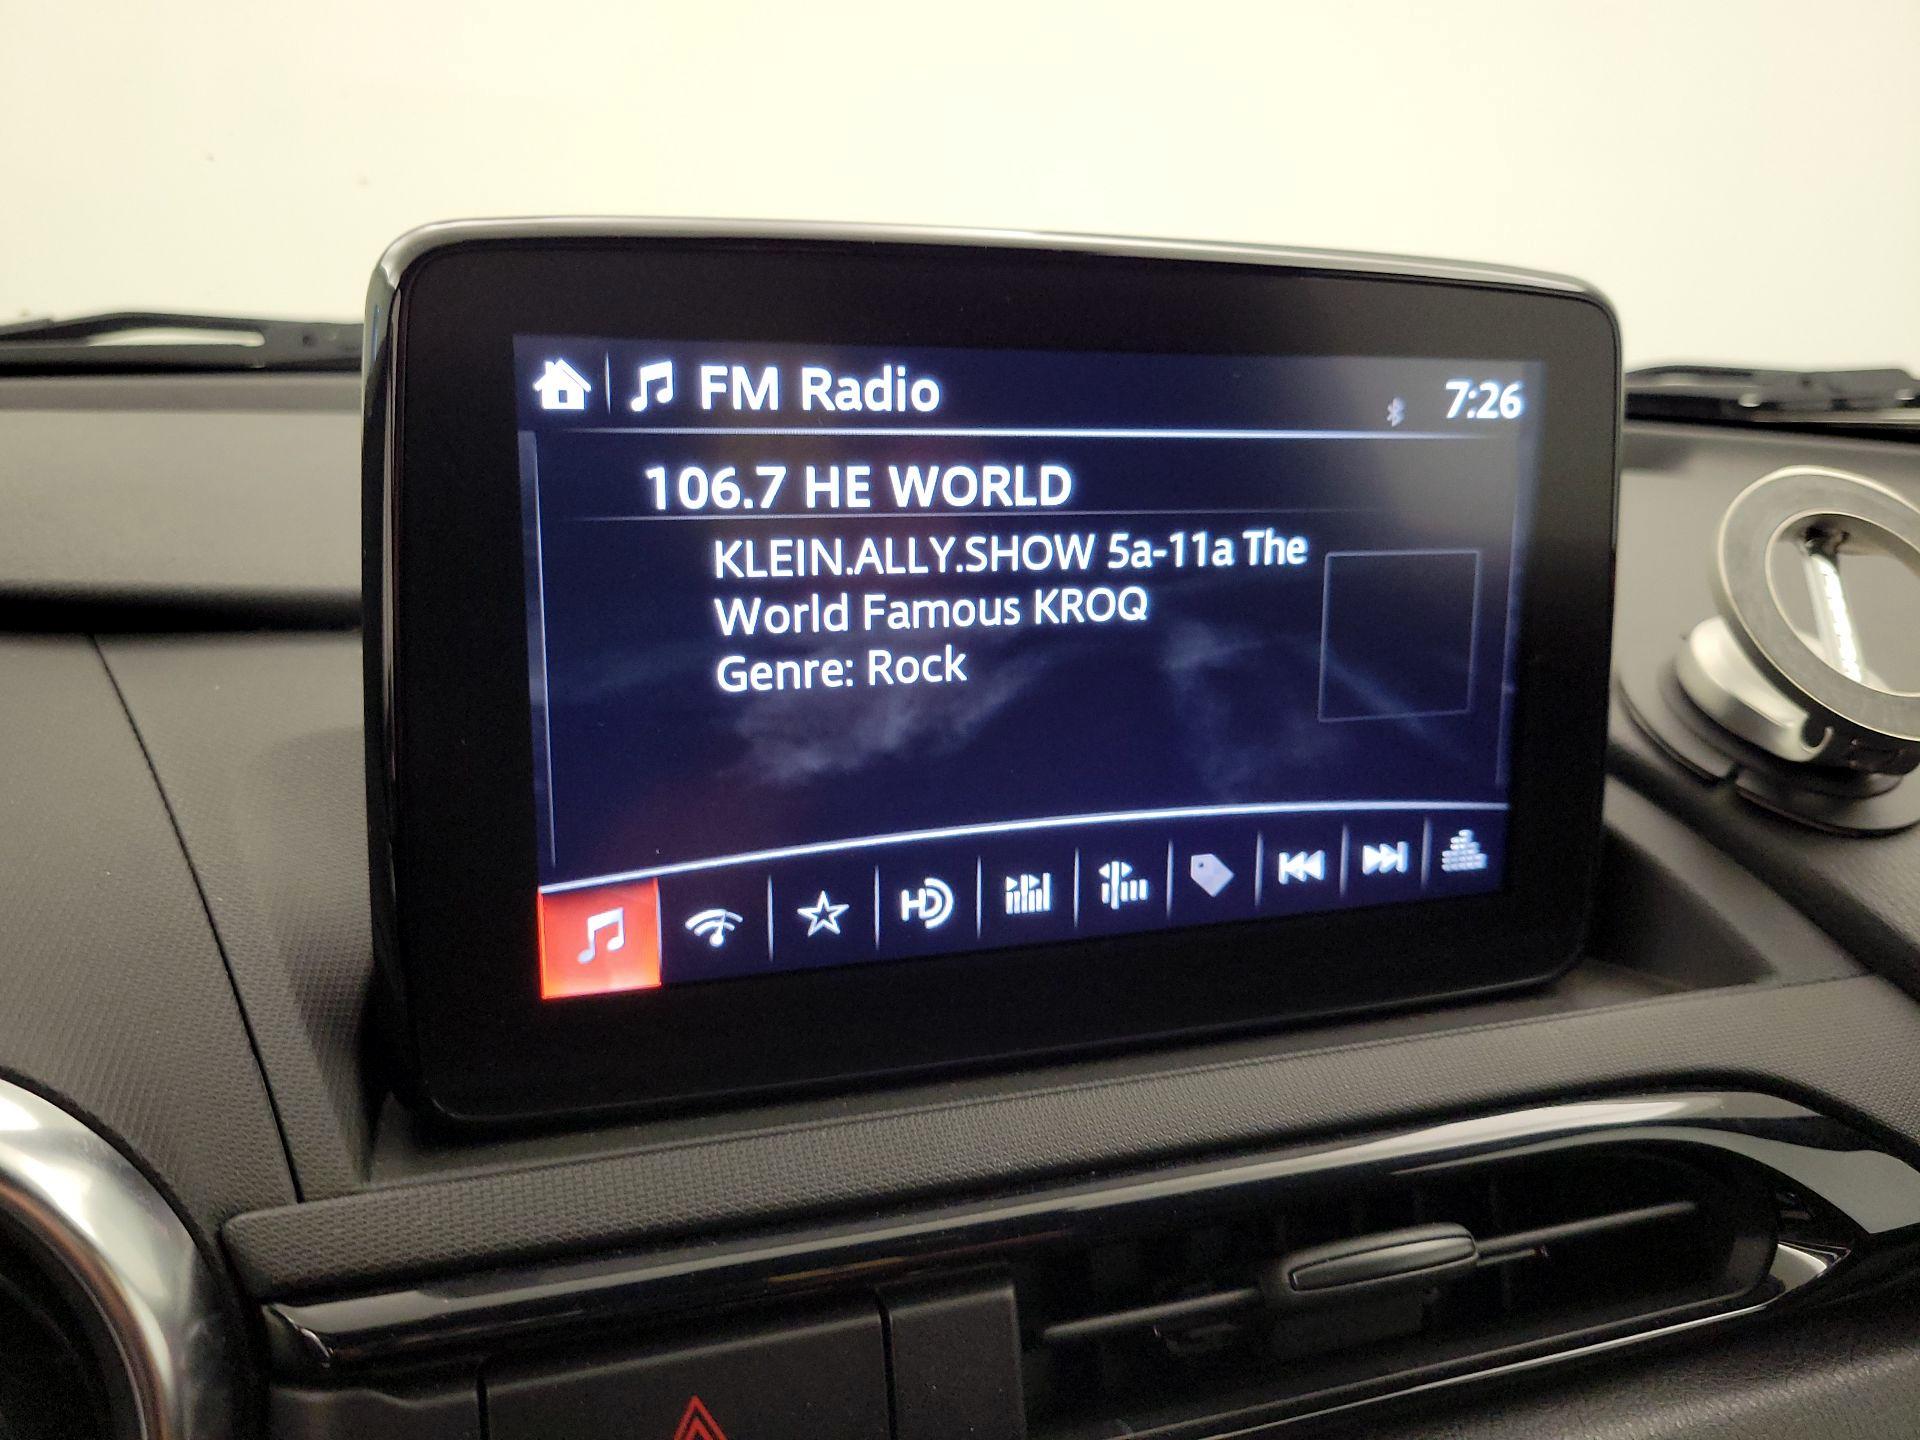 FM Radio
7:26
106.7 HE WORLD
KLEIN.ALLY.SHOW 5a-11a The
World Famous KROQ
Genre: Rock
HD